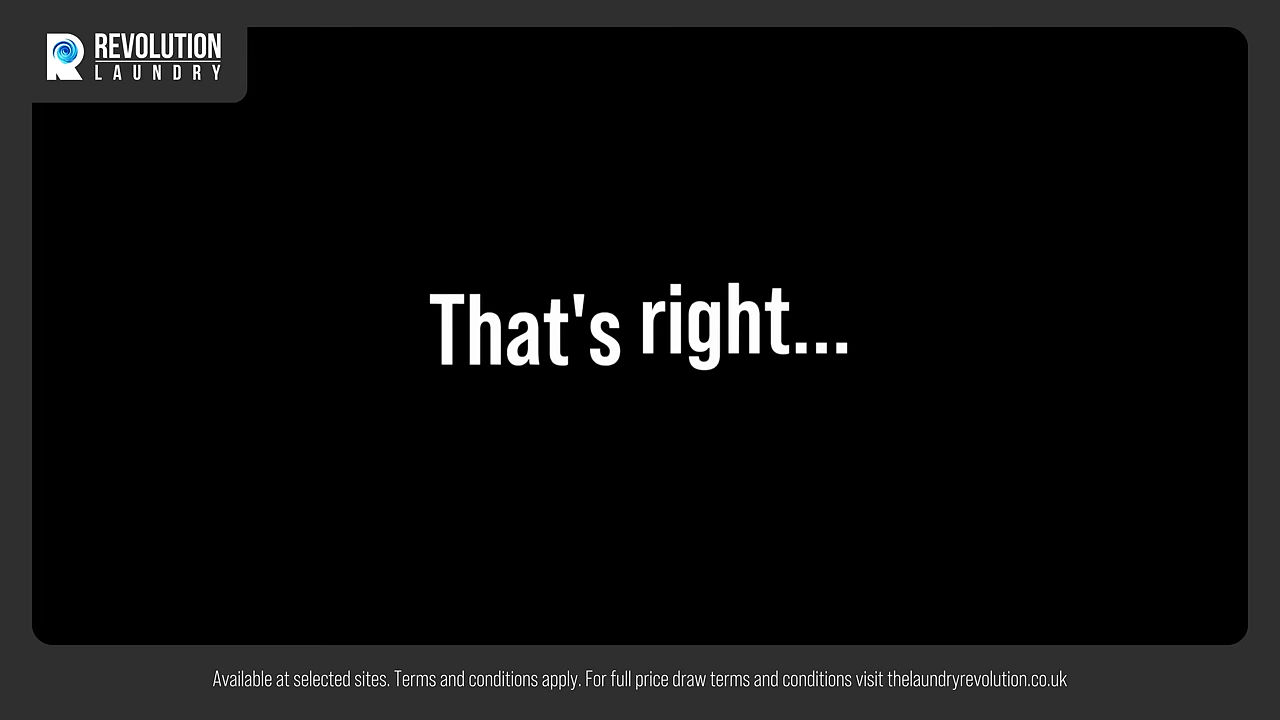 REVOLUTION
LAUNDRY
That's right...
Available at selected sites. Terms and conditions apply. For full price draw terms and conditions visit thelaundryrevolution.co.uk